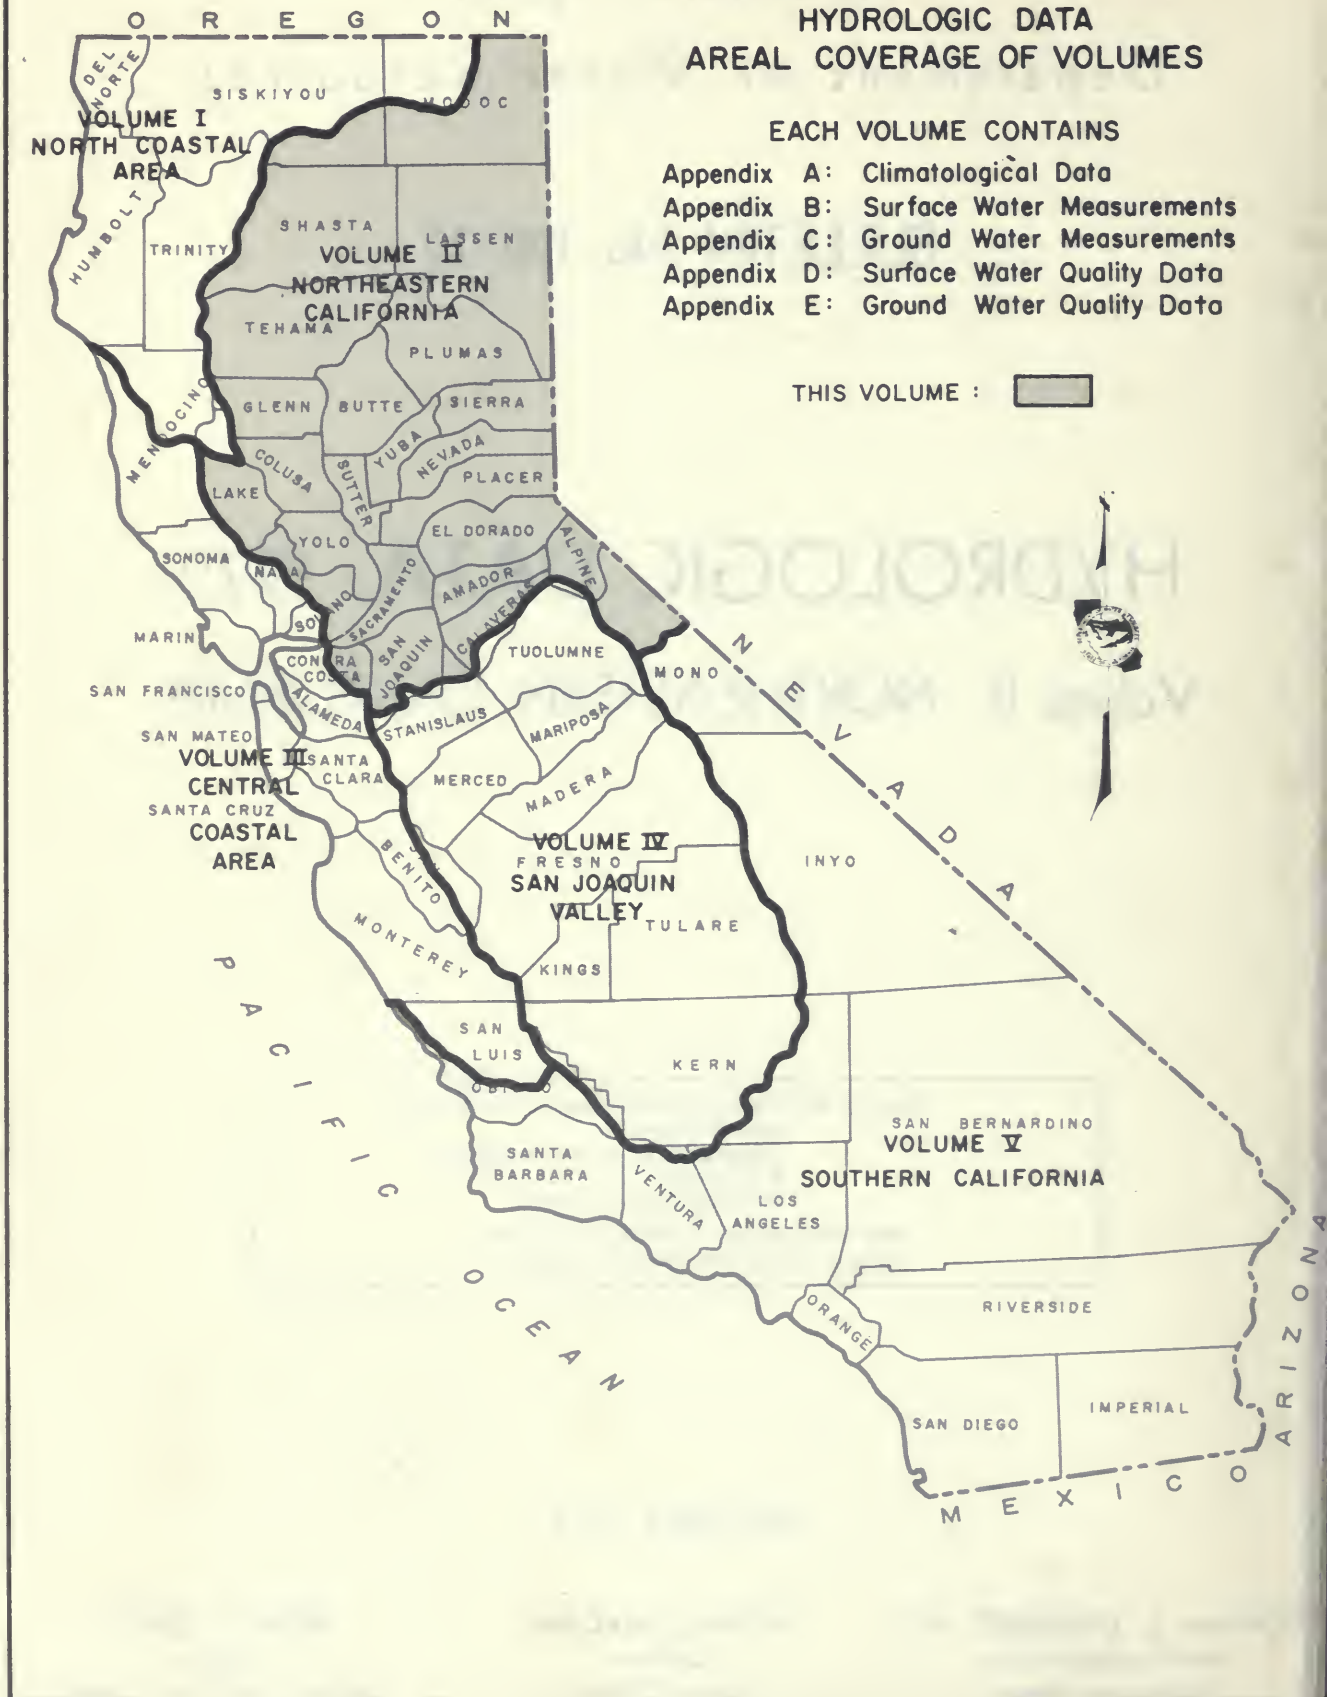 OREGON
HYDROLOGIC DATA
AREAL COVERAGE OF VOLUMES
EACH VOLUME CONTAINS
Appendix A: Climatological Data
Appendix B: Surface Water Measurements
Appendix C: Ground Water Measurements
Appendix D: Surface Water Quality Data
Appendix E: Ground Water Quality Data
THIS VOLUME :
DEL
NORTE
SISKIYOU
MODOC
VOLUME I
NORTH COASTAL
AREA
HUMBOLT
TRINITY
SHASTA
LASSEN
VOLUME II
NORTHEASTERN
CALIFORNIA
TEHAMA
PLUMAS
MENDOCINO
GLENN
BUTTE
SIERRA
YUBA
NEVADA
COLUSA
SUTTER
PLACER
LAKE
YOLO
EL DORADO
ALPINE
SONOMA
NAPA
SOLANO
SACRAMENTO
AMADOR
CALAVERAS
MARIN
CONTRA
COSTA
SAN
JOAQUIN
TUOLUMNE
MONO
SAN FRANCISCO
ALAMEDA
STANISLAUS
MARIPOSA
SAN MATEO
VOLUME III
CENTRAL
SANTA CRUZ
COASTAL
AREA
SANTA
CLARA
MERCED
MADERA
SAN
BENITO
VOLUME IV
FRESNO
SAN JOAQUIN
VALLEY
INYO
MONTEREY
TULARE
KINGS
NEVADA
PACIFIC
OCEAN
SAN
LUIS
OBISPO
KERN
SAN BERNARDINO
VOLUME V
SOUTHERN CALIFORNIA
SANTA
BARBARA
VENTURA
LOS
ANGELES
ORANGE
RIVERSIDE
SAN DIEGO
IMPERIAL
ARIZONA
MEXICO